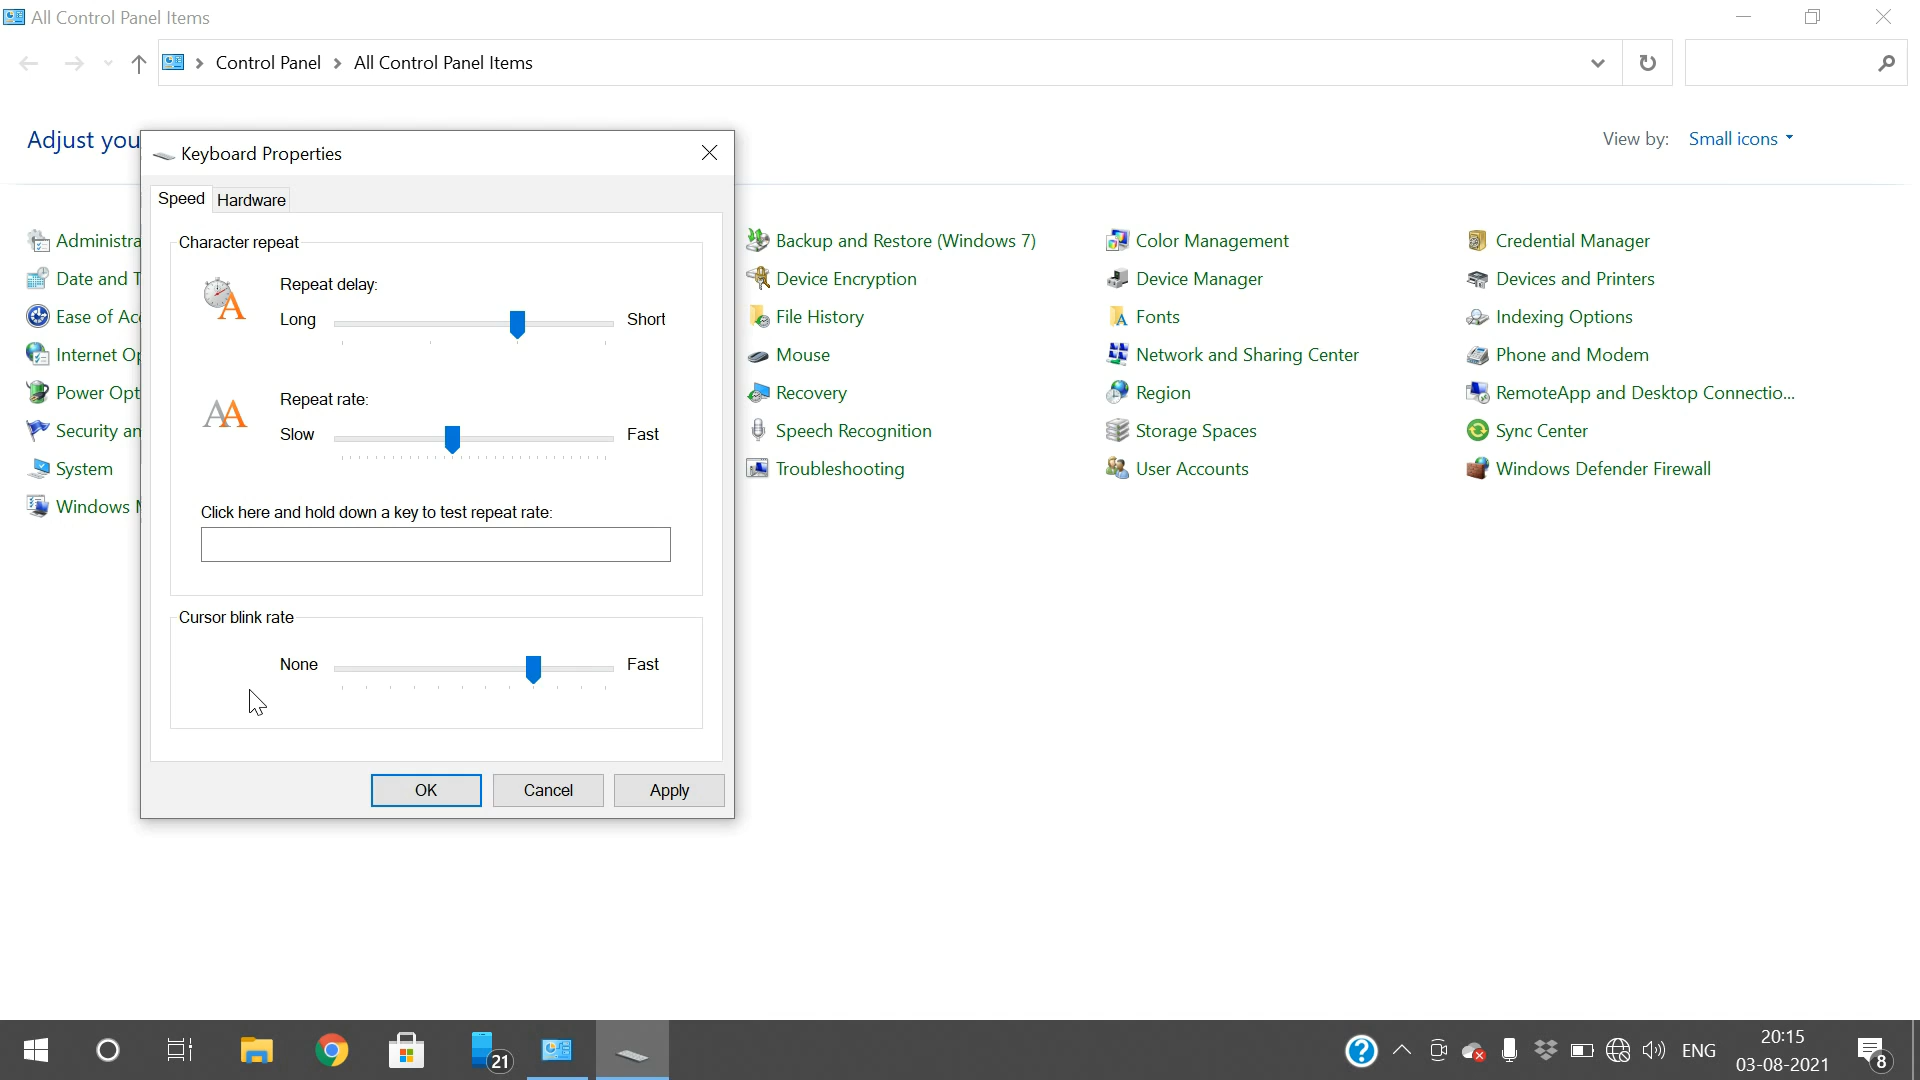 All Control Panel Items
Control Panel > All Control Panel Items
Adjust you
View by: Small icons
Keyboard Properties
Speed
Hardware
Character repeat
Repeat delay:
Long
Short
Repeat rate:
Slow
Fast
Click here and hold down a key to test repeat rate:
Cursor blink rate
None
Fast
OK
Cancel
Apply
Administra
Date and T
Ease of Acc
Internet Op
Power Opt
Security an
System
Windows M
Backup and Restore (Windows 7)
Device Encryption
File History
Mouse
Recovery
Speech Recognition
Troubleshooting
Color Management
Device Manager
Fonts
Network and Sharing Center
Region
Storage Spaces
User Accounts
Credential Manager
Devices and Printers
Indexing Options
Phone and Modem
RemoteApp and Desktop Connectio...
Sync Center
Windows Defender Firewall
21
ENG
20:15
03-08-2021
8